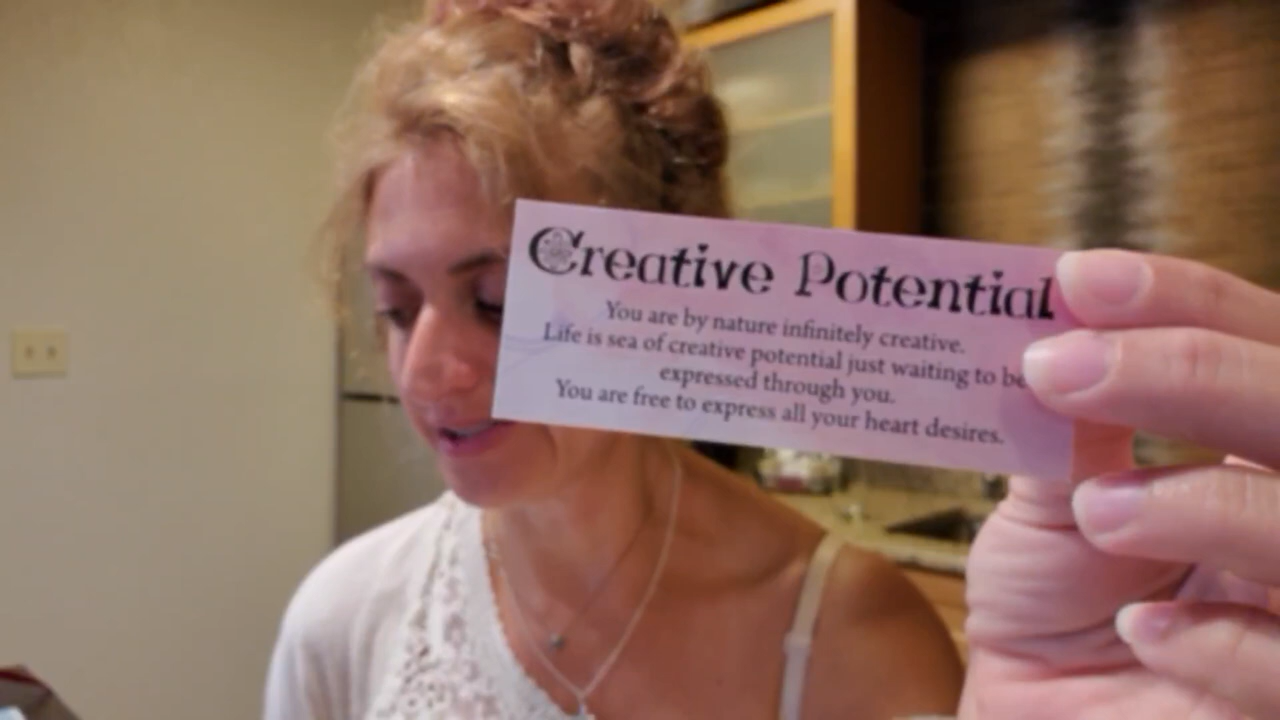 Creative Potential
You are by nature infinitely creative.
Life is sea of creative potential just waiting to be
expressed through you.
You are free to express all your heart desires.